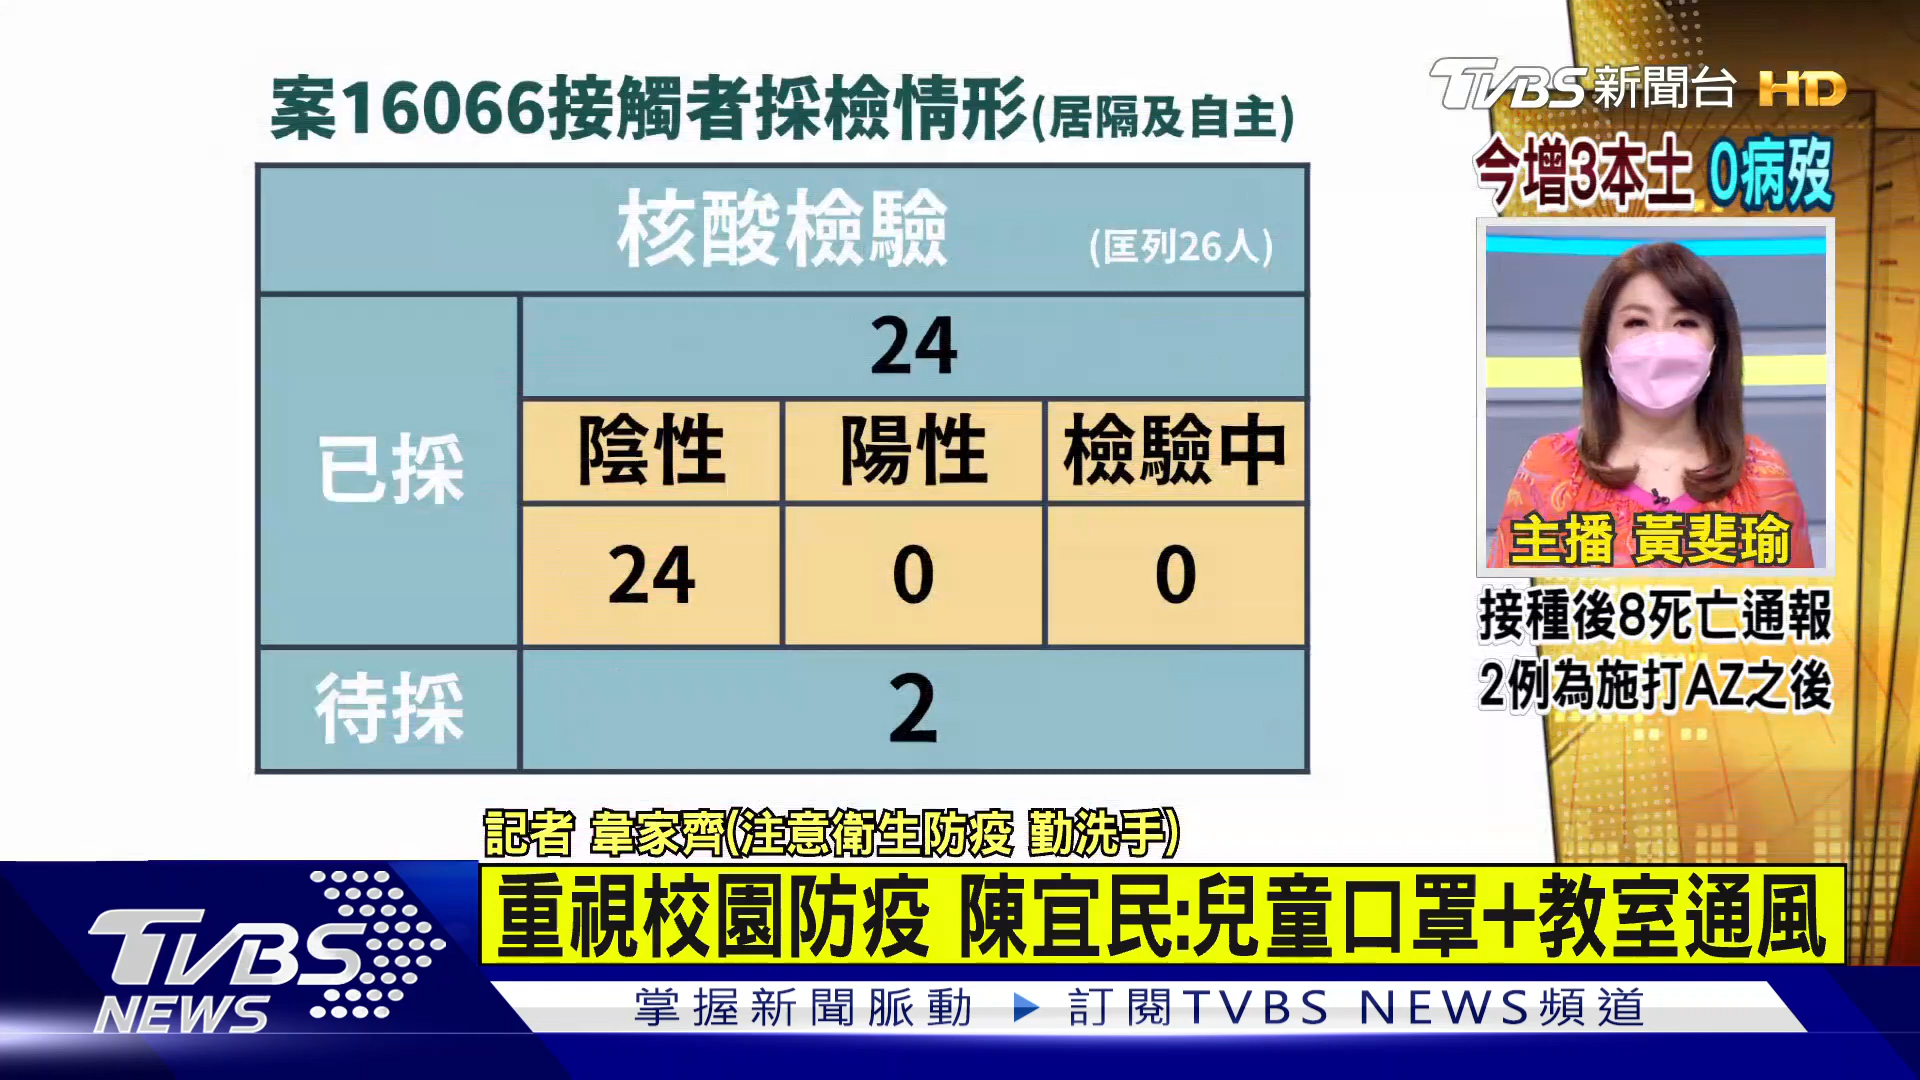 案16066接觸者採檢情形(居隔及自主)
核酸檢驗 (匡列26人)
已採
24
陰性 陽性 檢驗中
24 0 0
待採 2
TVBS新聞台 HD
今增3本土 0病歿
主播 黃斐瑜
接種後8死亡通報
2例為施打AZ之後
記者 韋家齊(注意衛生防疫 勤洗手)
重視校園防疫 陳宜民:兒童口罩+教室通風
TVBS
NEWS
掌握新聞脈動 ▶ 訂閱TVBS NEWS頻道